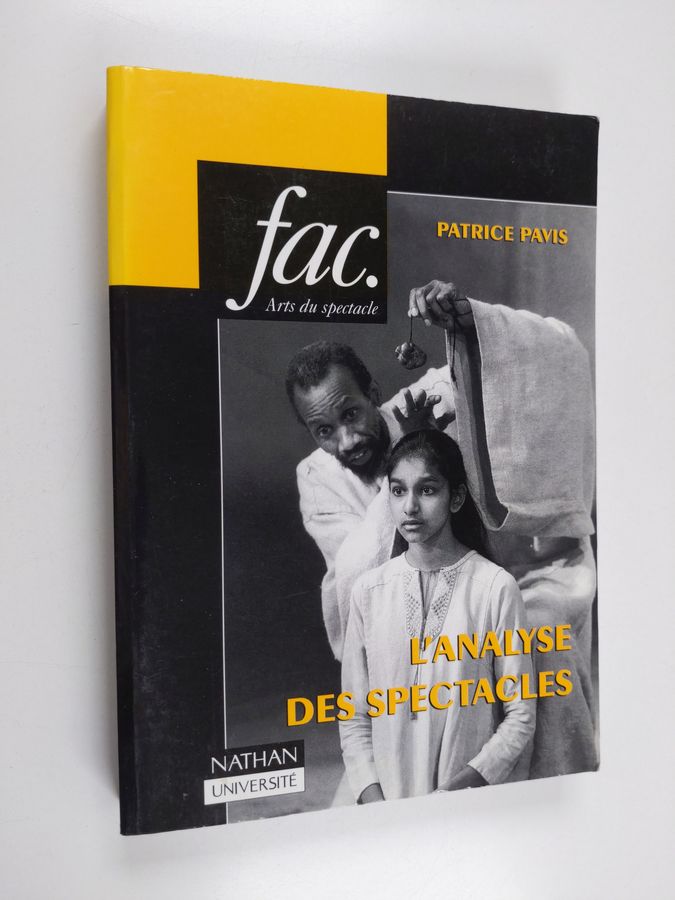 fac.
Arts du spectacle
PATRICE PAVIS
L'ANALYSE
DES SPECTACLES
NATHAN
UNIVERSITÉ